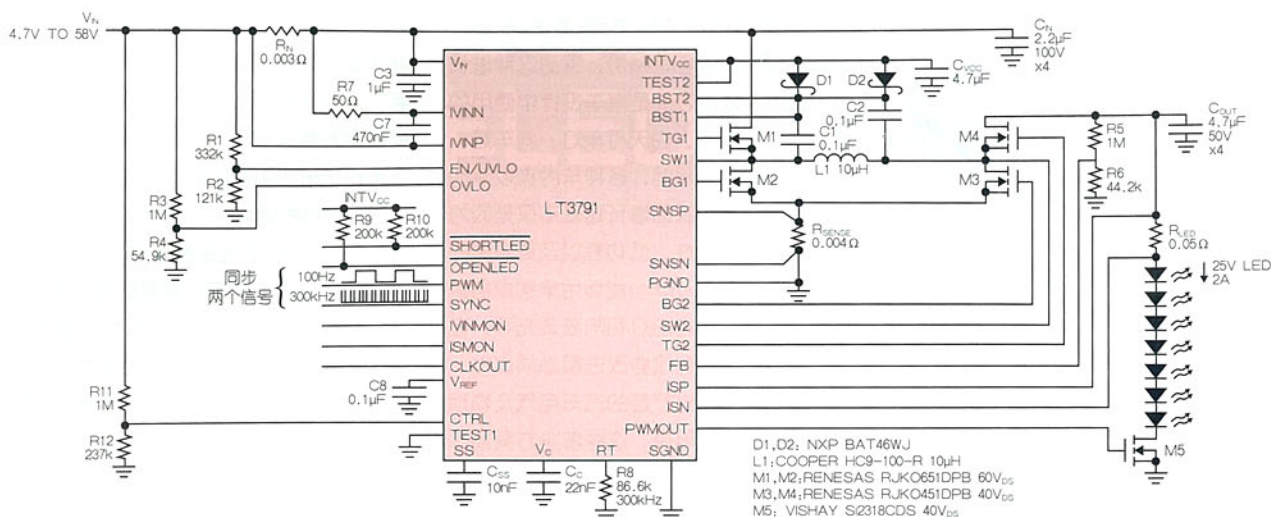 VIN
4.7V TO 58V
RIN
0.003Ω
C3
1μF
R7
50Ω
C7
470nF
R1
332k
R2
121k
R3
1M
R4
54.9k
INTVCC
R9
200k
R10
200k
同步
两个信号
100Hz
300kHz
R11
1M
R12
237k
C8
0.1μF
VIN
IVINN
IVINP
EN/UVLO
OVLO
SHORTLED
OPENLED
PWM
SYNC
IVINMON
ISMON
CLKOUT
VREF
CTRL
TEST1
SS
VC
RT
SGND
LT3791
INTVCC
TEST2
BST2
BST1
TG1
SW1
BG1
SNSP
SNSN
PGND
BG2
SW2
TG2
FB
ISP
ISN
PWMOUT
CSS
10nF
CC
22nF
R8
86.6k
300kHz
CIN
2.2μF
100V
x4
CVCC
4.7μF
D1
D2
C2
0.1μF
C1
0.1μF
M1
M2
L1 10μH
M4
M3
RSENSE
0.004Ω
R5
1M
R6
44.2k
COUT
4.7μF
50V
x4
RLED
0.05Ω
25V LED
2A
M5
D1,D2: NXP BAT46WJ
L1:COOPER HC9-100-R 10μH
M1,M2:RENESAS RJK0651DPB 60VDS
M3,M4:RENESAS RJK0451DPB 40VDS
M5: VISHAY Si2318CDS 40VDS